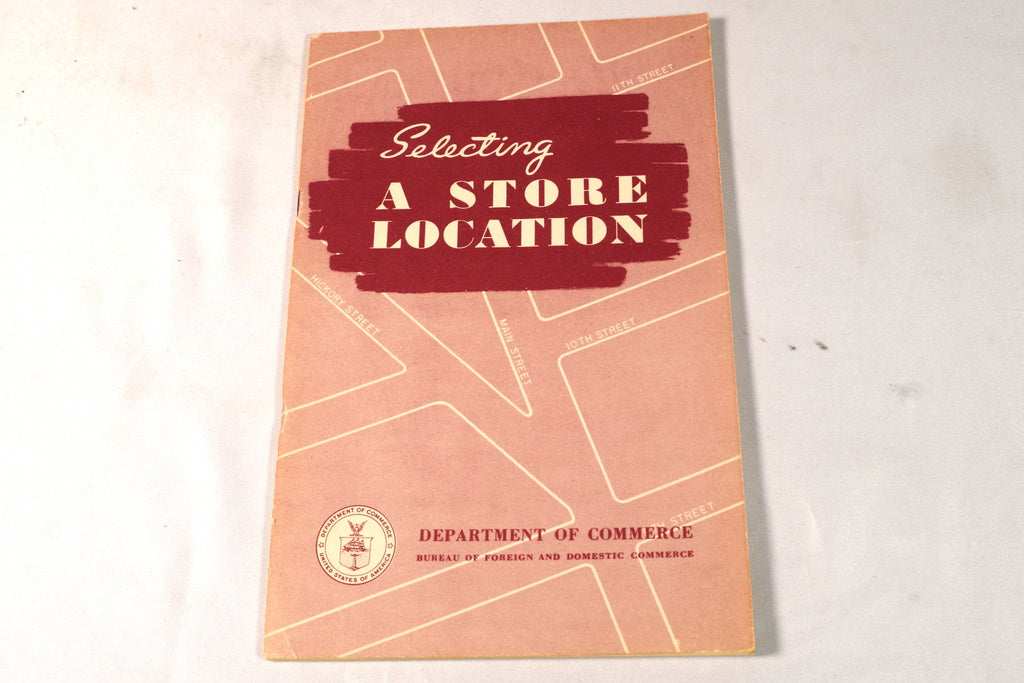 11TH STREET
Selecting
A STORE
LOCATION
HICKORY STREET
MAIN STREET
10TH STREET
STREET
DEPARTMENT OF COMMERCE
UNITED STATES OF AMERICA
DEPARTMENT OF COMMERCE
BUREAU OF FOREIGN AND DOMESTIC COMMERCE